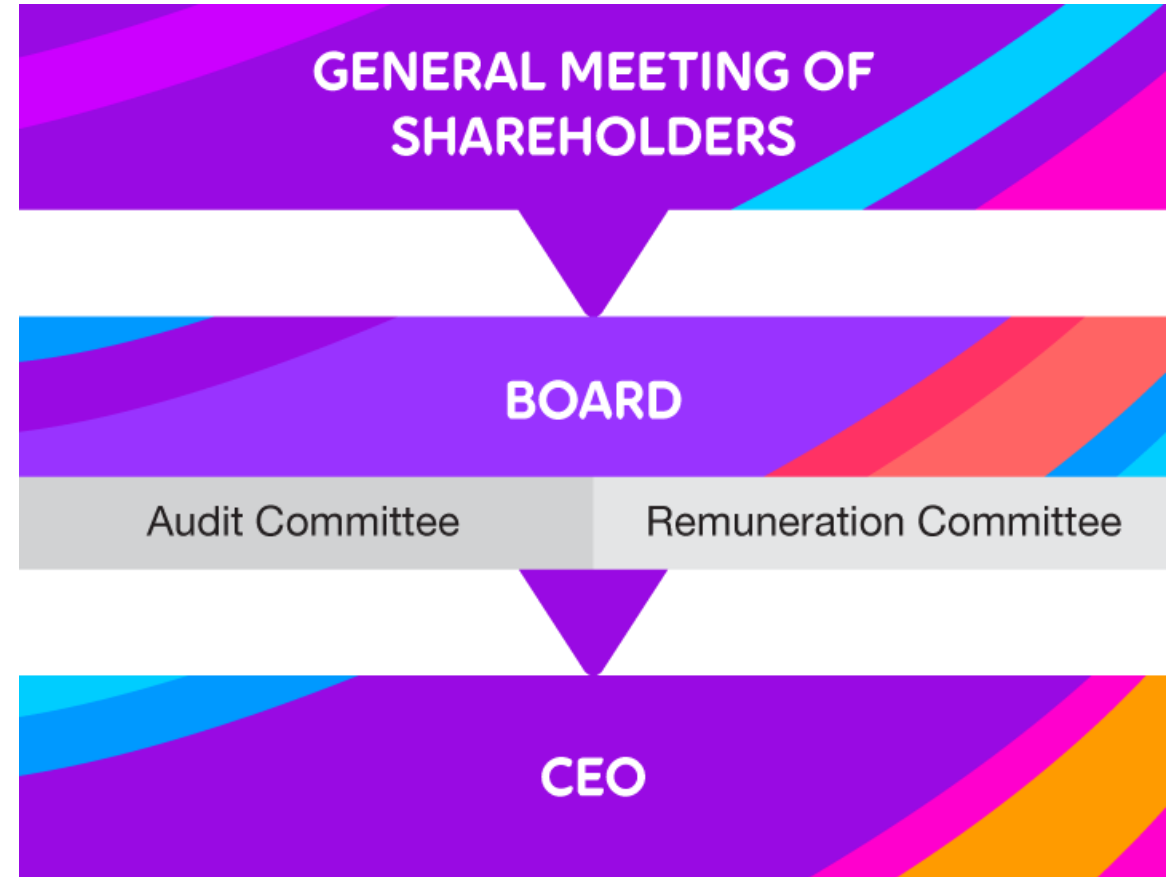 GENERAL MEETING OF
SHAREHOLDERS
BOARD
Audit Committee
Remuneration Committee
CEO